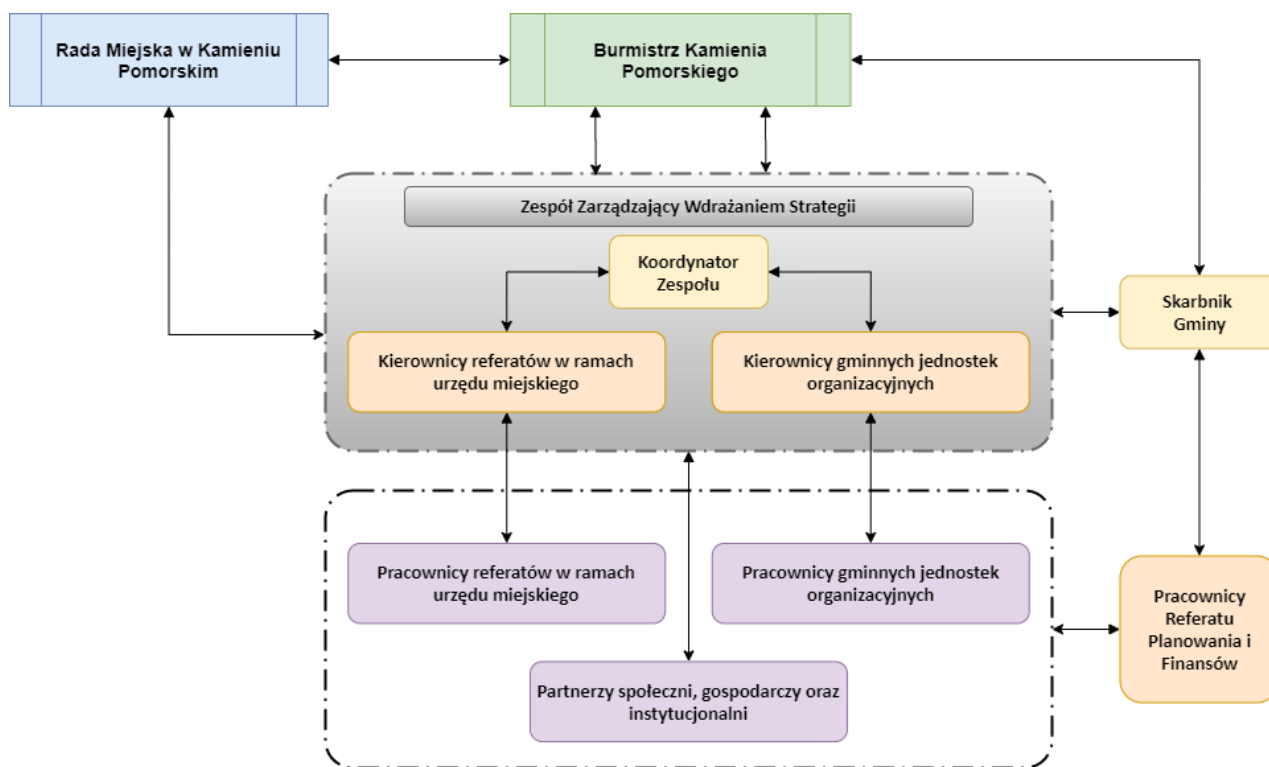 Rada Miejska w Kamieniu
Pomorskim
Burmistrz Kamienia
Pomorskiego
Zespół Zarządzający Wdrażaniem Strategii
Koordynator
Zespołu
Skarbnik
Gminy
Kierownicy referatów w ramach
urzędu miejskiego
Kierownicy gminnych jednostek
organizacyjnych
Pracownicy referatów w ramach
urzędu miejskiego
Pracownicy gminnych jednostek
organizacyjnych
Pracownicy
Referatu
Planowania i
Finansów
Partnerzy społeczni, gospodarczy oraz
instytucjonalni